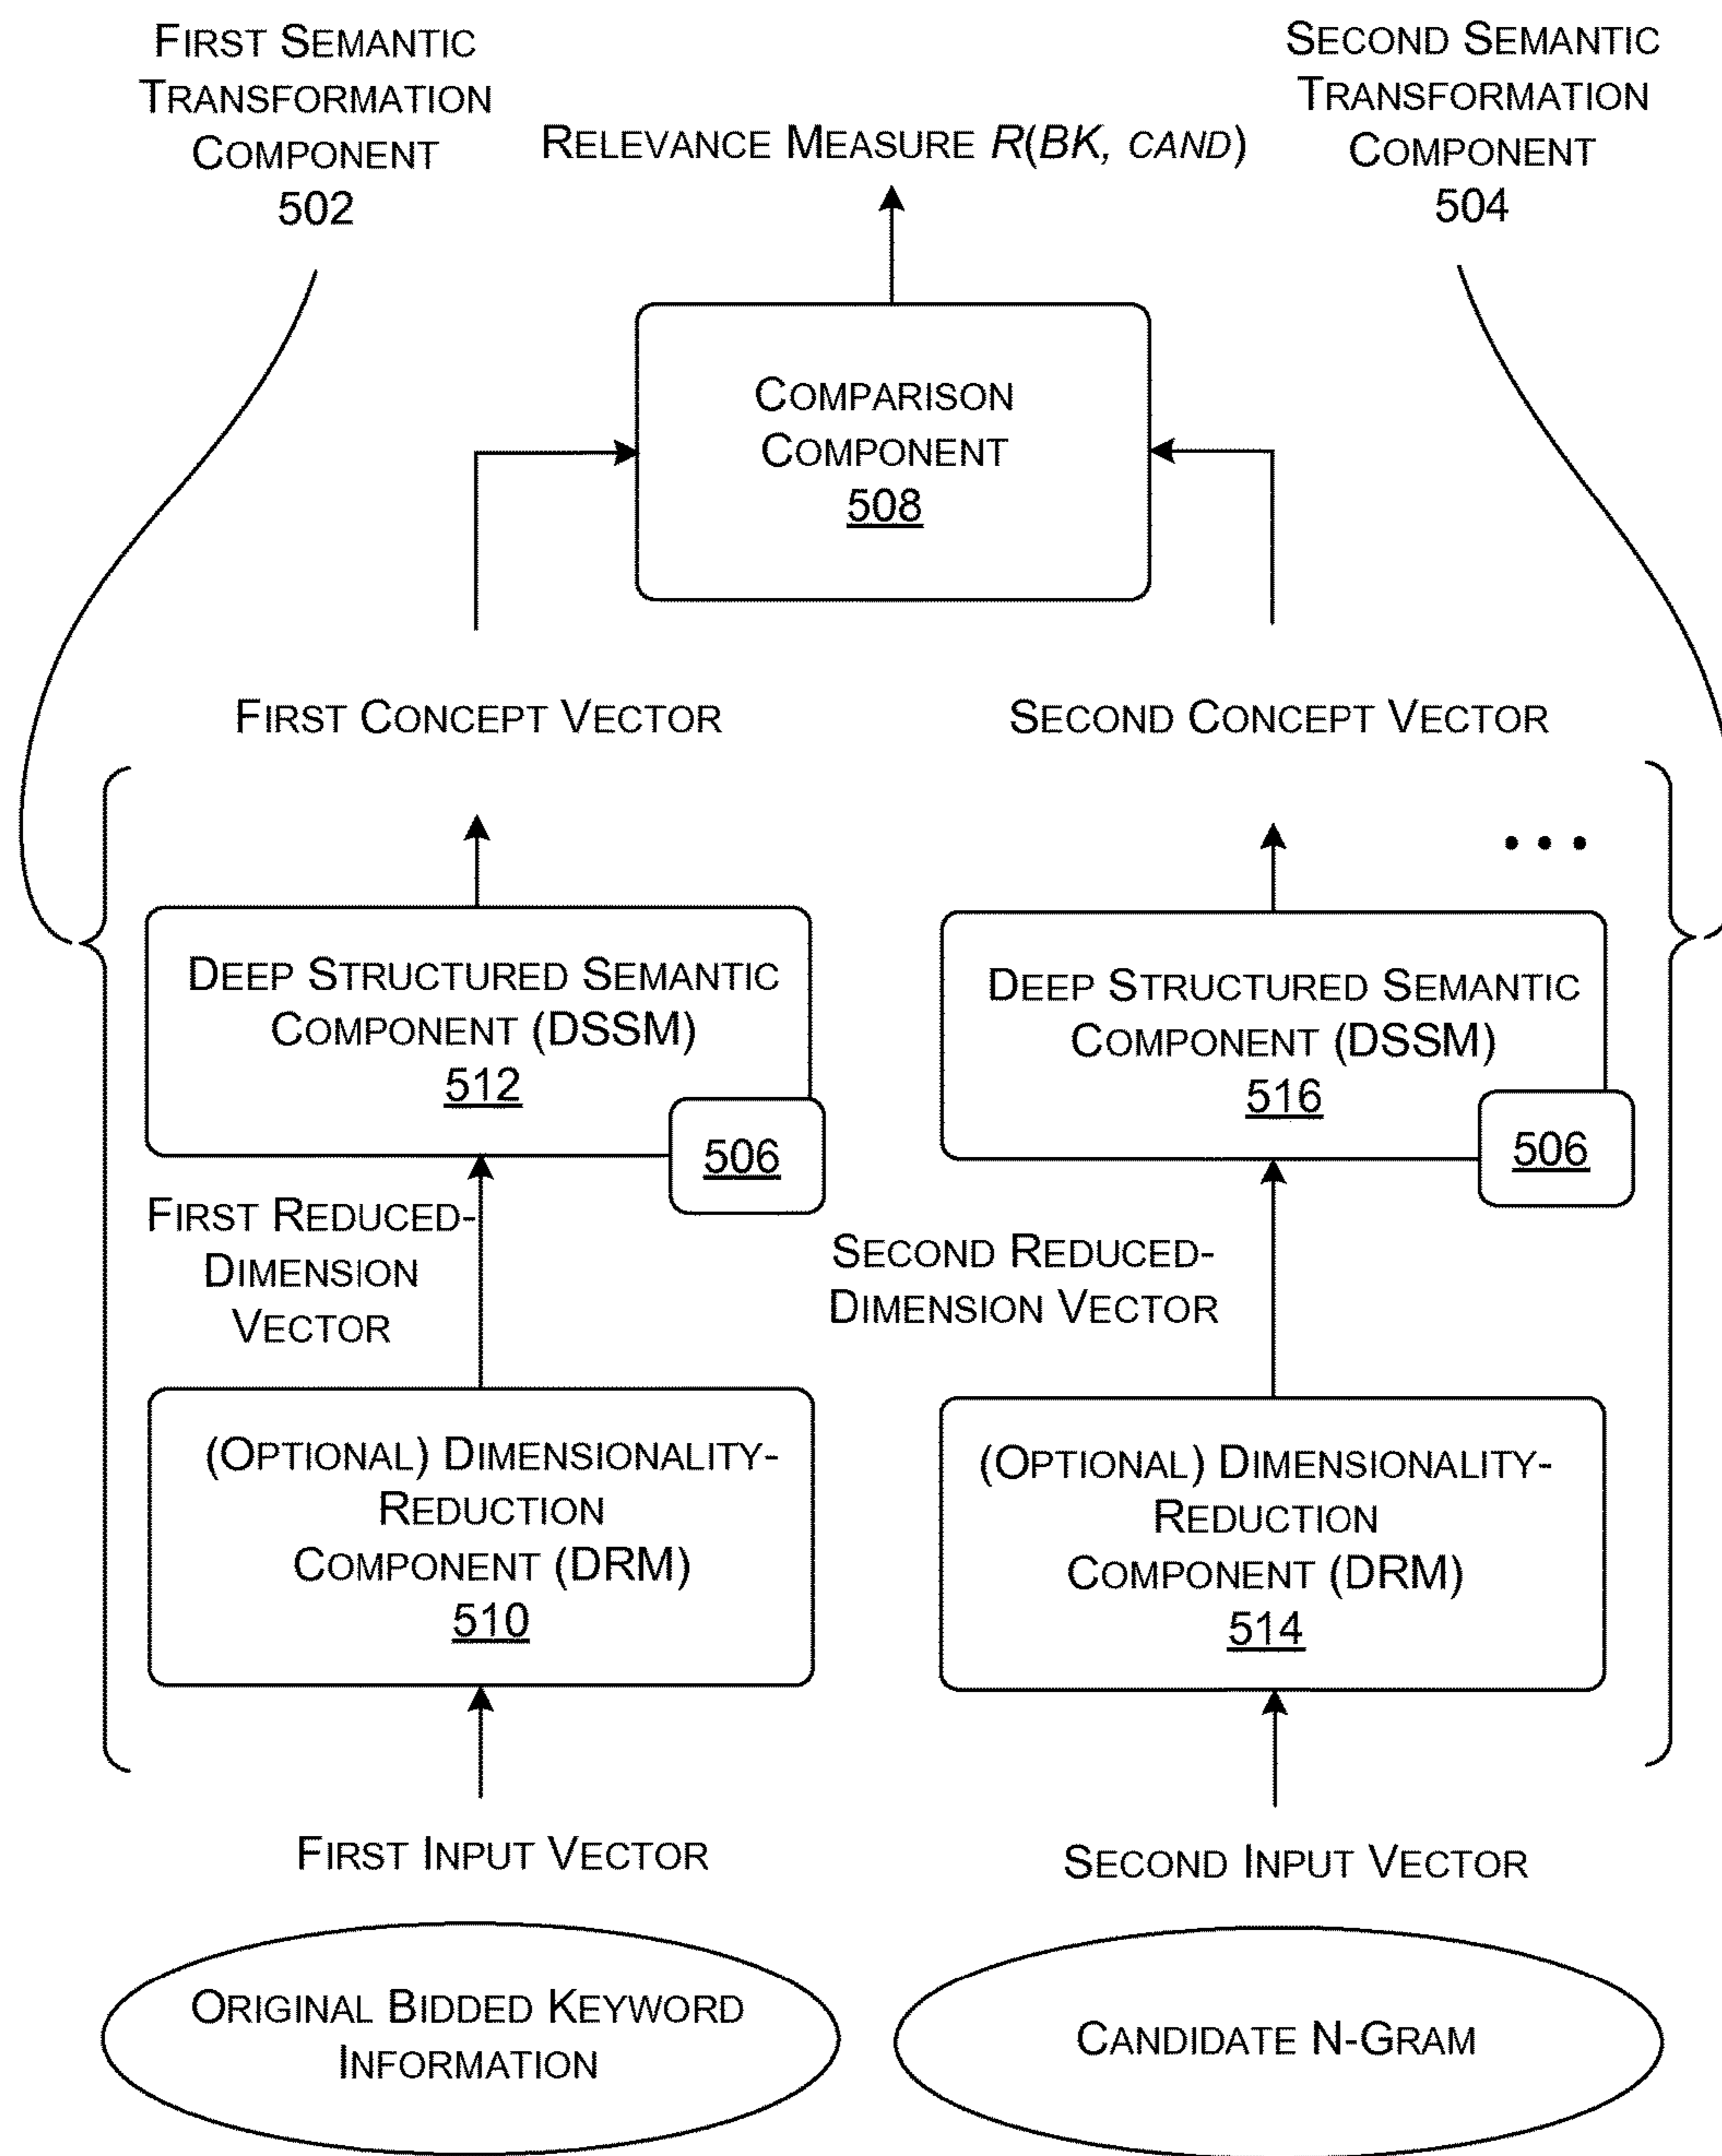 First Semantic
Transformation
Component
502
Relevance Measure R(BK, CAND)
Second Semantic
Transformation
Component
504
Comparison
Component
508
First Concept Vector
Second Concept Vector
• • •
Deep Structured Semantic
Component (DSSM)
512
506
Deep Structured Semantic
Component (DSSM)
516
506
First Reduced-
Dimension
Vector
Second Reduced-
Dimension Vector
(Optional) Dimensionality-
Reduction
Component (DRM)
510
(Optional) Dimensionality-
Reduction
Component (DRM)
514
First Input Vector
Second Input Vector
Original Bidded Keyword
Information
Candidate N-Gram